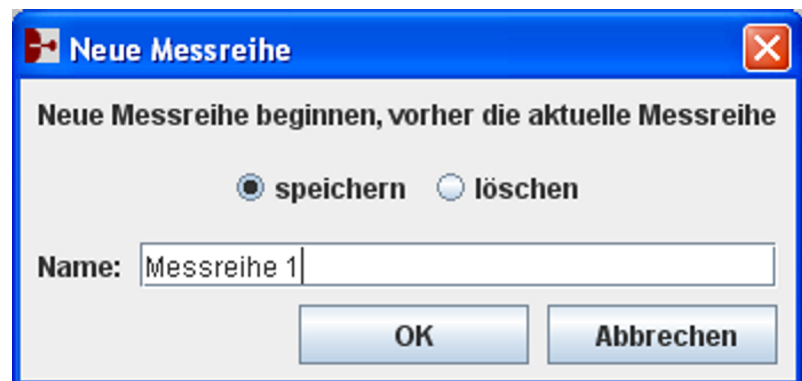 Neue Messreihe
Neue Messreihe beginnen, vorher die aktuelle Messreihe
speichern löschen
Name: Messreihe 1
OK Abbrechen